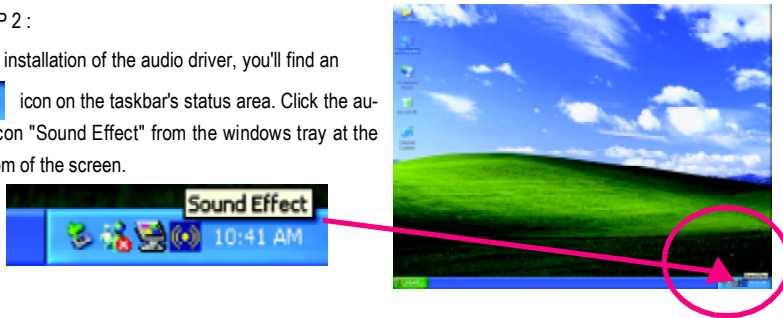 P 2 :
installation of the audio driver, you'll find an
icon on the taskbar's status area. Click the au-
con "Sound Effect" from the windows tray at the
om of the screen.
Sound Effect
10:41 AM